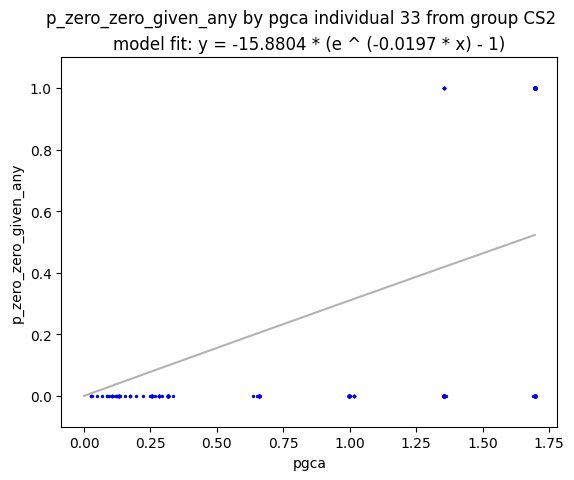 p_zero_zero_given_any by pgca individual 33 from group CS2
model fit: y = -15.8804 * (e ^ (-0.0197 * x) - 1)
1.0
0.8
0.6
0.4
0.2
0.0
p_zero_zero_given_any
0.00 0.25 0.50 0.75 1.00 1.25 1.50 1.75
pgca